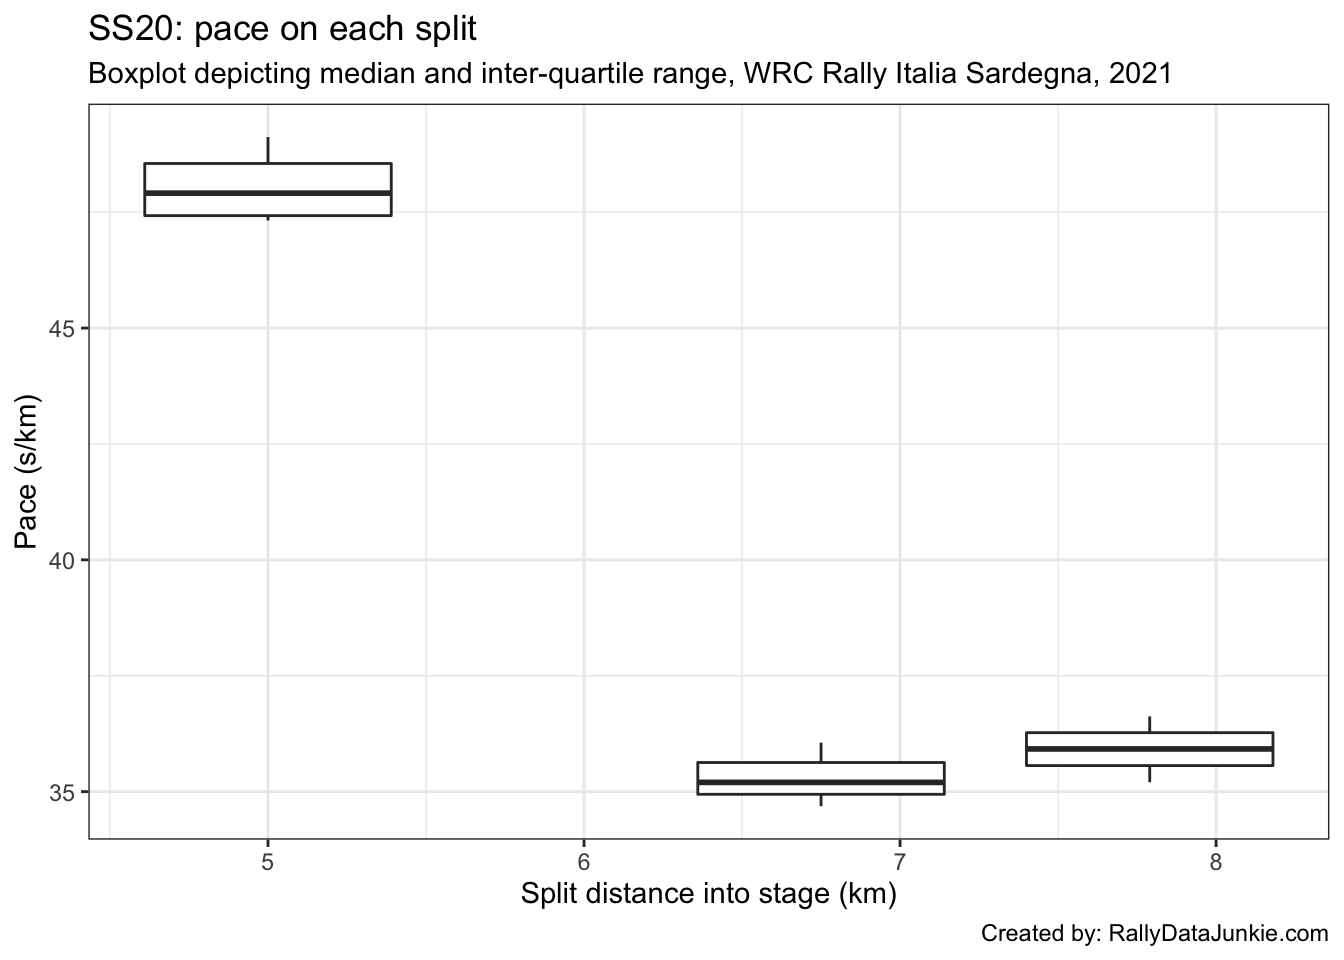 SS20: pace on each split
Boxplot depicting median and inter-quartile range, WRC Rally Italia Sardegna, 2021
Pace (s/km)
45
40
35
5 6 7 8
Split distance into stage (km)
Created by: RallyDataJunkie.com